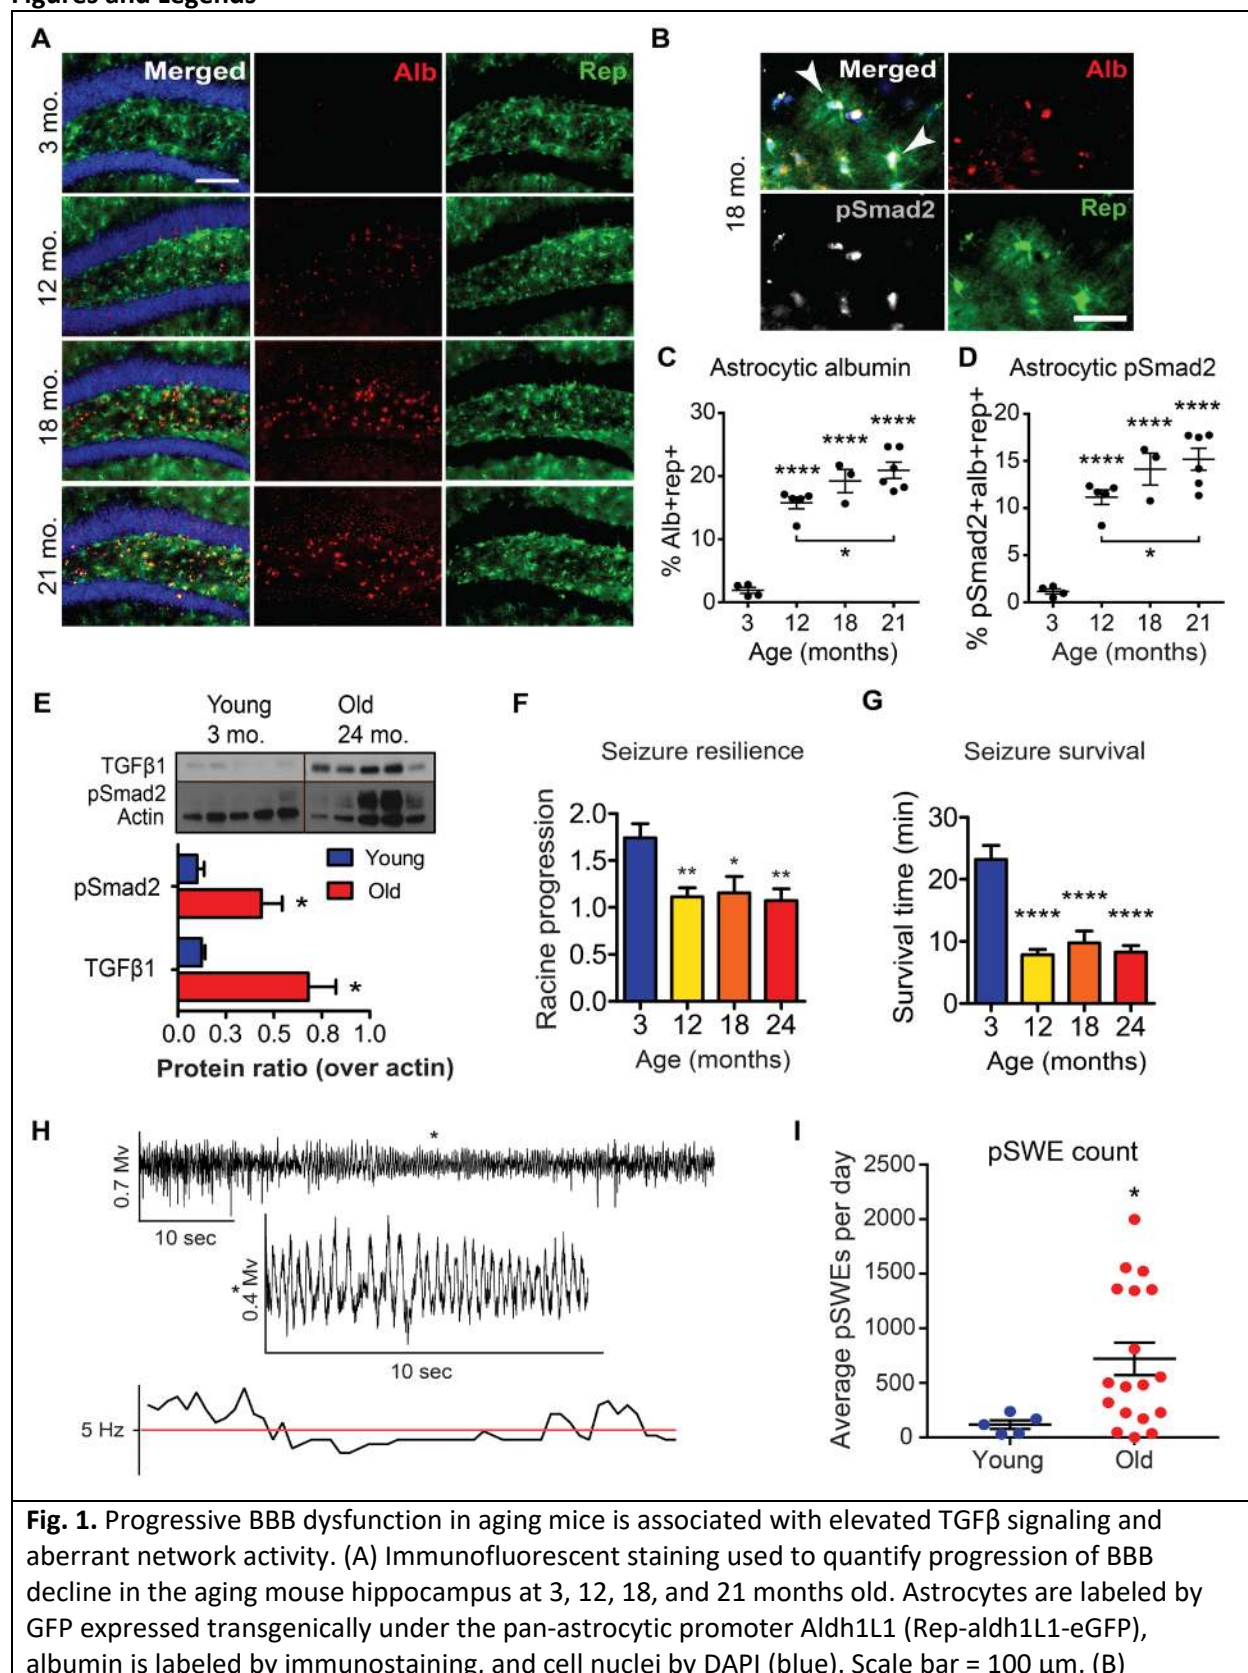 Figures and Legends
A
Merged
Alb
Rep
3 mo.
12 mo.
18 mo.
21 mo.
B
Merged
Alb
pSmad2
Rep
18 mo.
C
Astrocytic albumin
% Alb+rep+
30
20
10
0
****
****
****
*
3 12 18 21
Age (months)
D
Astrocytic pSmad2
% pSmad2+alb+rep+
20
15
10
5
0
****
****
****
*
3 12 18 21
Age (months)
E
Young
3 mo.
Old
24 mo.
TGFβ1
pSmad2
Actin
Young
Old
pSmad2
*
TGFβ1
*
0.0 0.3 0.5 0.8 1.0
Protein ratio (over actin)
F
Seizure resilience
Racine progression
2.0
1.5
1.0
0.5
0.0
** * **
3 12 18 24
Age (months)
G
Seizure survival
Survival time (min)
30
20
10
0
**** **** ****
3 12 18 24
Age (months)
H
*
0.7 Mv
10 sec
*
0.4 Mv
10 sec
5 Hz
I
pSWE count
Average pSWEs per day
2500
2000
1500
1000
500
0
*
Young Old
Fig. 1. Progressive BBB dysfunction in aging mice is associated with elevated TGFβ signaling and
aberrant network activity. (A) Immunofluorescent staining used to quantify progression of BBB
decline in the aging mouse hippocampus at 3, 12, 18, and 21 months old. Astrocytes are labeled by
GFP expressed transgenically under the pan-astrocytic promoter Aldh1L1 (Rep-aldh1L1-eGFP),
albumin is labeled by immunostaining, and cell nuclei by DAPI (blue). Scale bar = 100 μm. (B)